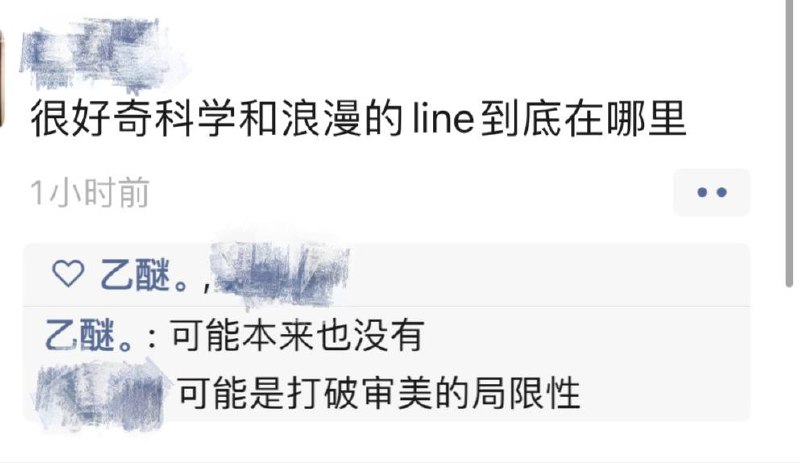 很好奇科学和浪漫的line到底在哪里
1小时前
乙醚。,
乙醚。: 可能本来也没有
可能是打破审美的局限性